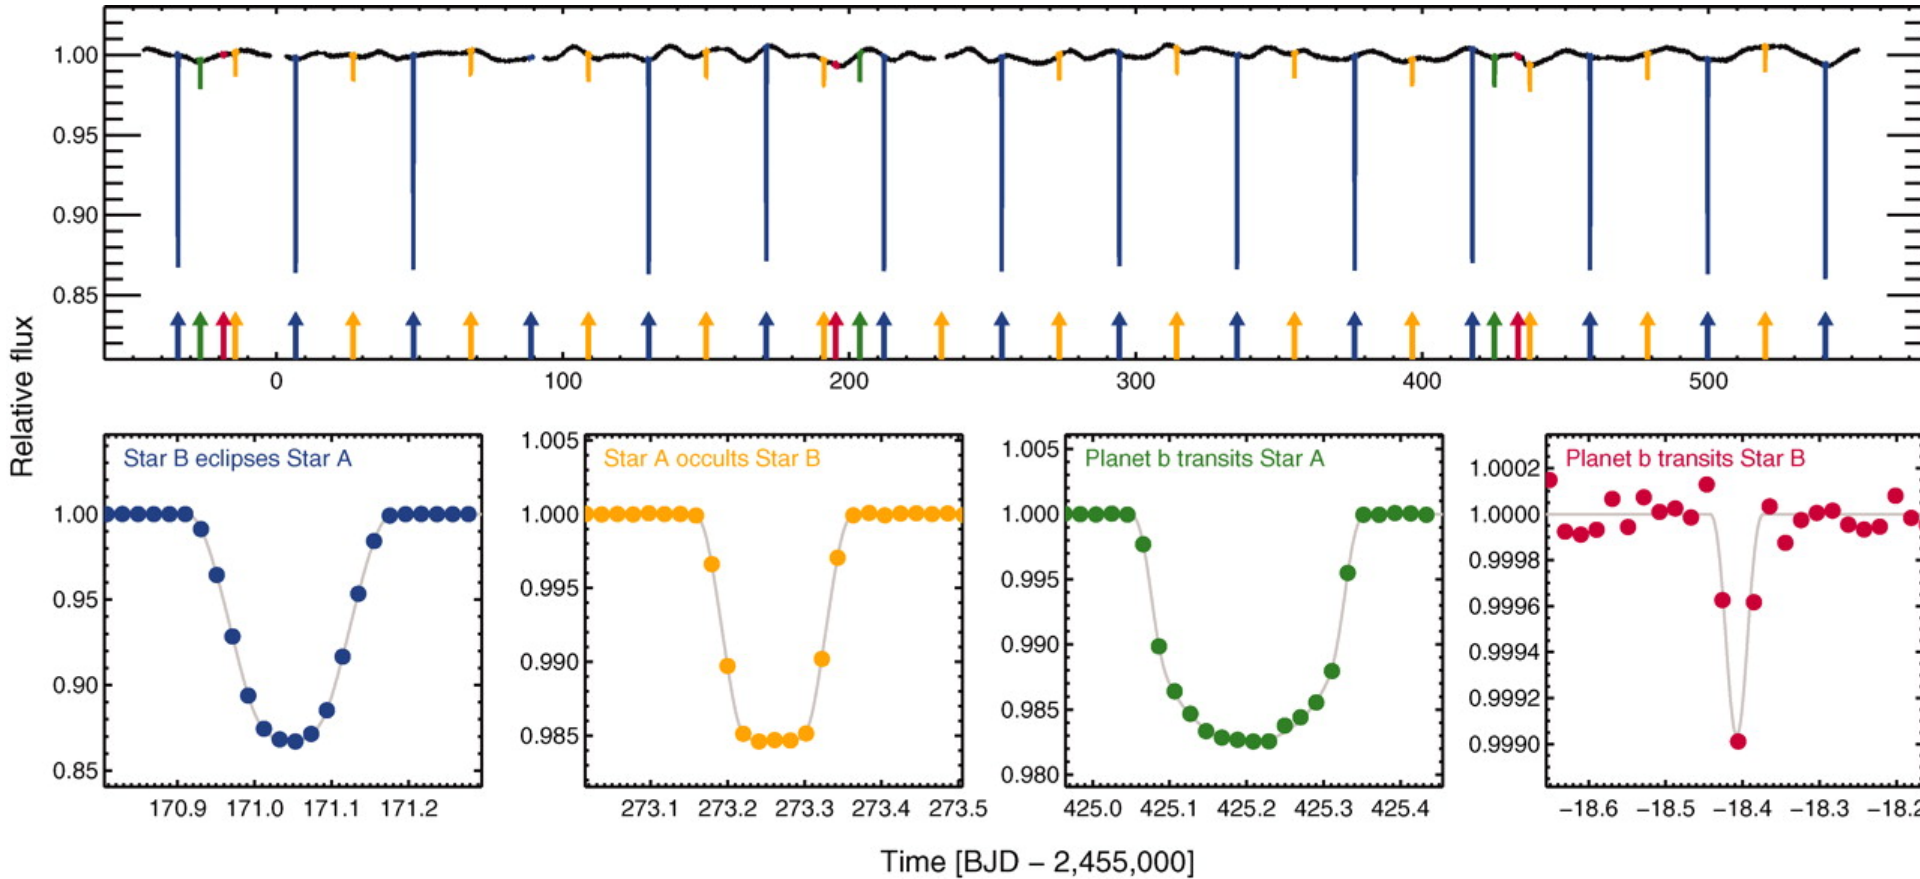 Relative flux
1.00
0.95
0.90
0.85
0 100 200 300 400 500
Star B eclipses Star A
1.00
0.95
0.90
0.85
170.9 171.0 171.1 171.2
Star A occults Star B
1.005
1.000
0.995
0.990
0.985
273.1 273.2 273.3 273.4 273.5
Planet b transits Star A
1.005
1.000
0.995
0.990
0.985
0.980
425.0 425.1 425.2 425.3 425.4
Planet b transits Star B
1.0002
1.0000
0.9998
0.9996
0.9994
0.9992
0.9990
−18.6 −18.5 −18.4 −18.3 −18.2
Time [BJD − 2,455,000]